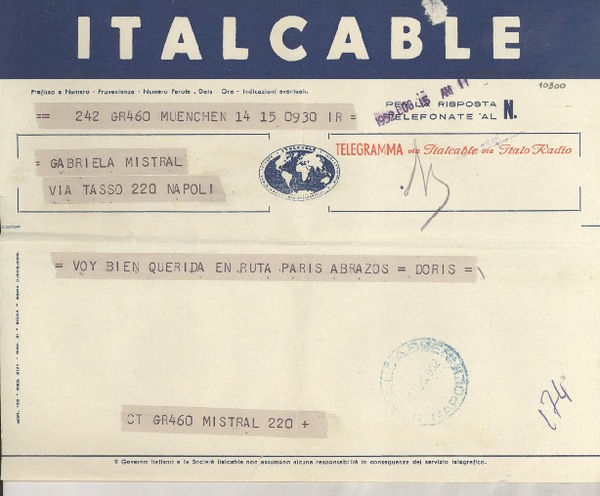 ITALCABLE
Prefisso e Numero - Provenienza - Numero Parole - Data Ore - Indicazioni eventuali.
10300
== 242 GR460 MUENCHEN 14 15 0930 IR =
PER LA RISPOSTA
TELEFONATE AL N.
TELEGRAMMA via Italcable via Italo Radio
= GABRIELA MISTRAL
VIA TASSO 220 NAPOLI
ITALCABLE
= VOY BIEN QUERIDA EN RUTA PARIS ABRAZOS = DORIS =
174
CT GR460 MISTRAL 220 +
Il Governo Italiano e la Società Italcable non assumono alcuna responsabilità in conseguenza del servizio telegrafico.